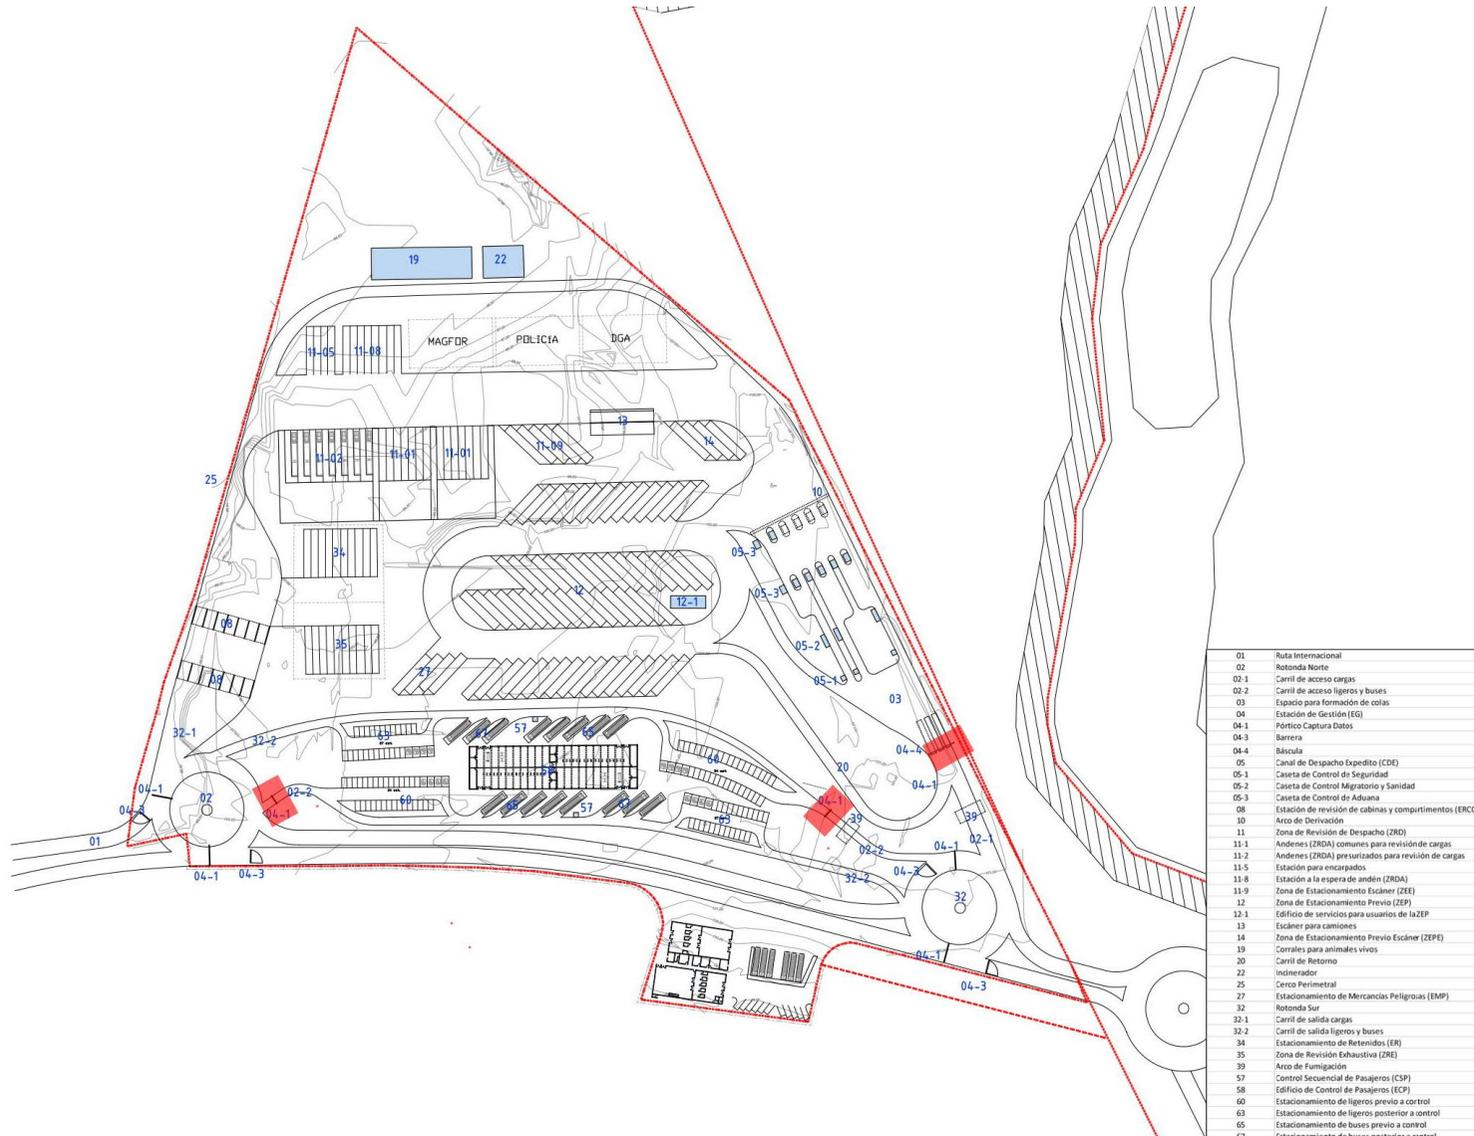 19
22
MAGFOR
POLICÍA
DGA
11-05
11-08
13
14
11-09
11-02
11-01
11-01
25
10
34
05-3
12
12-1
05-3
08
35
05-2
27
05-1
08
03
32-1
32-2
63
61
57
65
04-4
60
58
20
04-1
04-1
02
02-2
04-1
60
65
57
67
04-1
39
39
04-3
63
02-1
01
02-2
04-1
04-1
04-3
32-2
04-3
32
04-1
04-3
01 Ruta Internacional
02 Rotonda Norte
02-1 Carril de acceso cargas
02-2 Carril de acceso ligeros y buses
03 Espacio para formación de colas
04 Estación de Gestión (EG)
04-1 Pórtico Captura Datos
04-3 Barrera
04-4 Báscula
05 Canal de Despacho Expedito (CDE)
05-1 Caseta de Control de Seguridad
05-2 Caseta de Control Migratorio y Sanidad
05-3 Caseta de Control de Aduana
08 Estación de revisión de cabinas y compartimentos (ERCC
10 Arco de Derivación
11 Zona de Revisión de Despacho (ZRD)
11-1 Andenes (ZRDA) comunes para revisión de cargas
11-2 Andenes (ZRDA) presurizados para revisión de cargas
11-5 Estación para encarpados
11-8 Estación a la espera de andén (ZRDA)
11-9 Zona de Estacionamiento Escáner (ZEE)
12 Zona de Estacionamiento Previo (ZEP)
12-1 Edificio de servicios para usuarios de la ZEP
13 Escáner para camiones
14 Zona de Estacionamiento Previo Escáner (ZEPE)
19 Corrales para animales vivos
20 Carril de Retorno
22 Incinerador
25 Cerco Perimetral
27 Estacionamiento de Mercancías Peligrosas (EMP)
32 Rotonda Sur
32-1 Carril de salida cargas
32-2 Carril de salida ligeros y buses
34 Estacionamiento de Retenidos (ER)
35 Zona de Revisión Exhaustiva (ZRE)
39 Arco de Fumigación
57 Control Secuencial de Pasajeros (CSP)
58 Edificio de Control de Pasajeros (ECP)
60 Estacionamiento de ligeros previo a control
63 Estacionamiento de ligeros posterior a control
65 Estacionamiento de buses previo a control
67 Estacionamiento de buses posterior a control